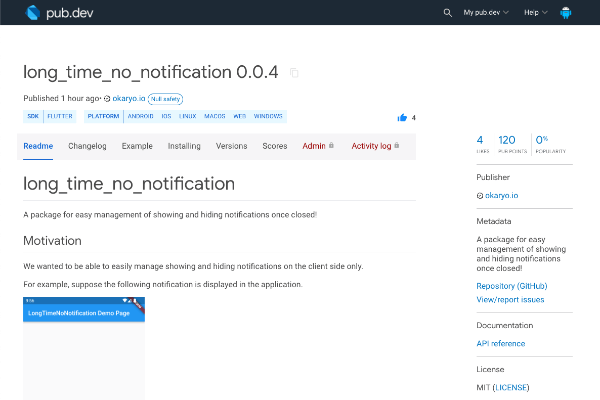 pub.dev
My pub.dev
Help
long_time_no_notification 0.0.4
Published 1 hour ago• okaryo.io Null safety
SDK FLUTTER PLATFORM ANDROID IOS LINUX MACOS WEB WINDOWS
4
Readme Changelog Example Installing Versions Scores Admin Activity log
long_time_no_notification
A package for easy management of showing and hiding notifications once closed!
Motivation
We wanted to be able to easily manage showing and hiding notifications on the client side only.
For example, suppose the following notification is displayed in the application.
LongTimeNoNotification Demo Page
4 120 0%
LIKES PUB POINTS POPULARITY
Publisher
okaryo.io
Metadata
A package for easy
management of showing
and hiding notifications
once closed!
Repository (GitHub)
View/report issues
Documentation
API reference
License
MIT (LICENSE)